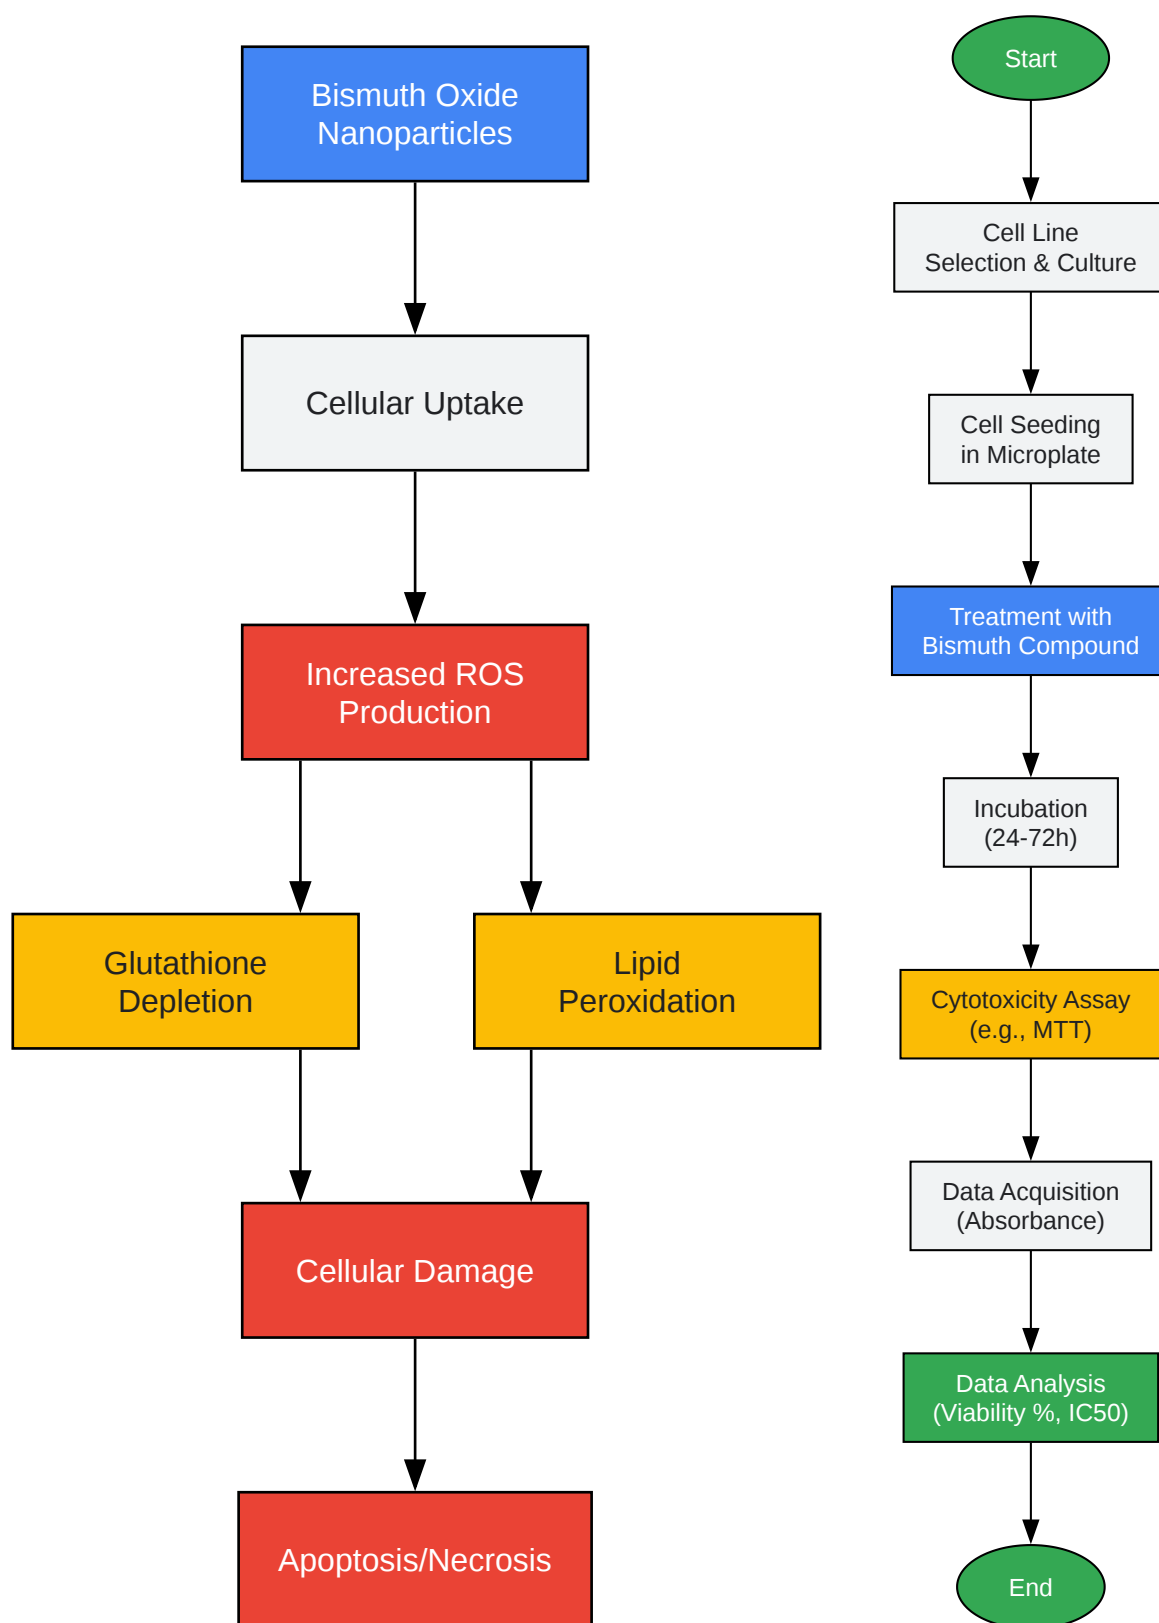 Bismuth Oxide
Nanoparticles
Cellular Uptake
Increased ROS
Production
Glutathione
Depletion
Lipid
Peroxidation
Cellular Damage
Apoptosis/Necrosis
Start
Cell Line
Selection & Culture
Cell Seeding
in Microplate
Treatment with
Bismuth Compound
Incubation
(24-72h)
Cytotoxicity Assay
(e.g., MTT)
Data Acquisition
(Absorbance)
Data Analysis
(Viability %, IC50)
End